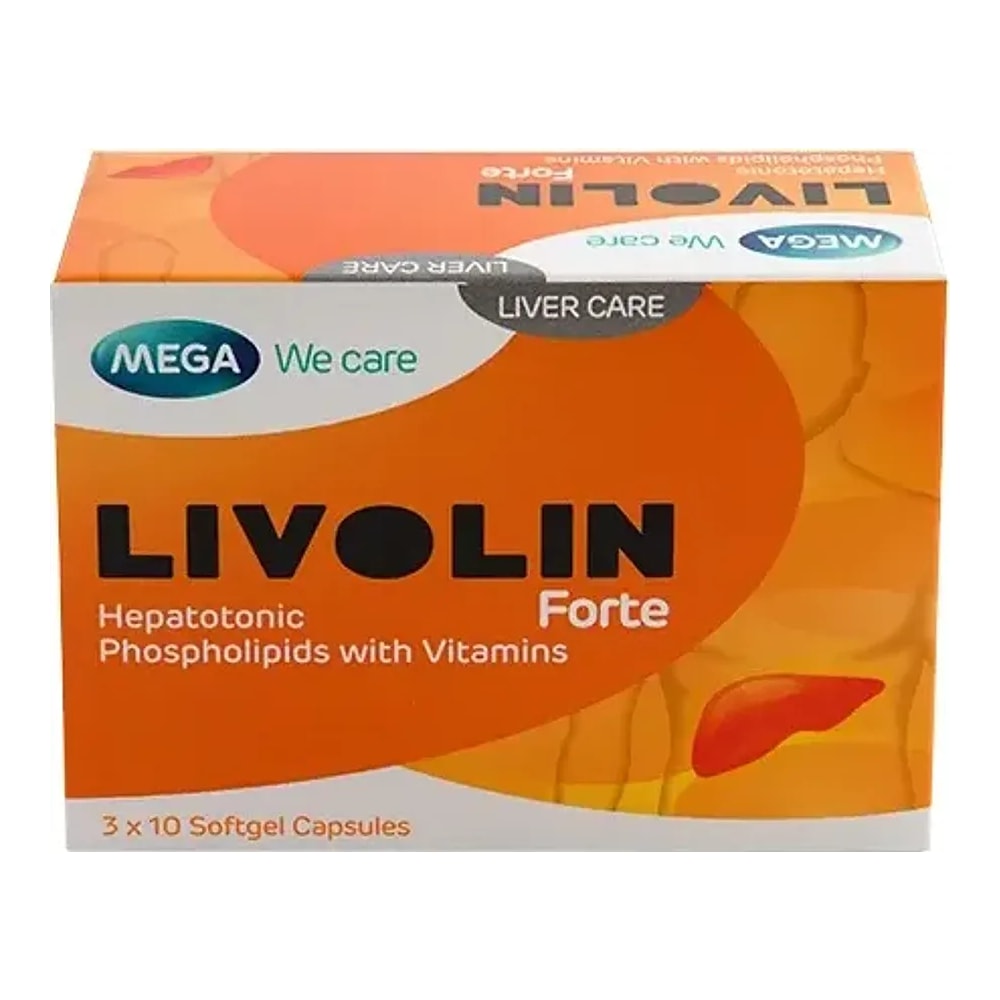 Hepatotonic
Phospholipids with Vitamins
LIVOLIN
Forte
MEGA We care
LIVER CARE
LIVER CARE
MEGA We care
LIVOLIN
Forte
Hepatotonic
Phospholipids with Vitamins
3 x 10 Softgel Capsules